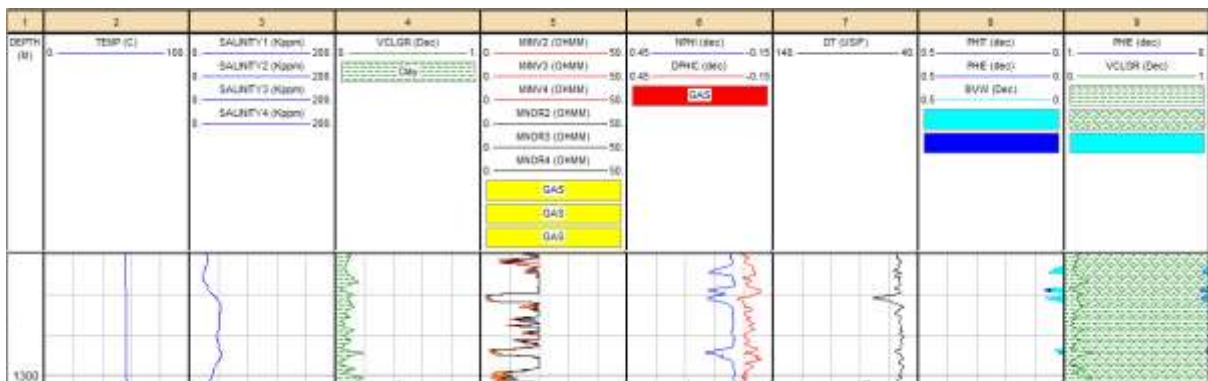 1 2 3 4 5 6 7 8 9
DEPTH (M)
TEMP (C)
0. 100.
SALINITY1 (Kppm)
0. 200.
SALINITY2 (Kppm)
0. 200.
SALINITY3 (Kppm)
0. 200.
SALINITY4 (Kppm)
0. 200.
VCLGR (Dec)
0. 1.
Clay
MINV2 (OHMM)
0. 50.
MINV3 (OHMM)
0. 50.
MINV4 (OHMM)
0. 50.
MNOR2 (OHMM)
0. 50.
MNOR3 (OHMM)
0. 50.
MNOR4 (OHMM)
0. 50.
GAS
GAS
GAS
NPHI (dec)
0.45 -0.15
DPHIC (dec)
0.45 -0.15
GAS
DT (US/F)
140. 40.
PHIT (dec)
0.5 0.
PHIE (dec)
0.5 0.
BVW (Dec)
0.5 0.
PHIE (dec)
1. 0.
VCLGR (Dec)
0. 1.
1300